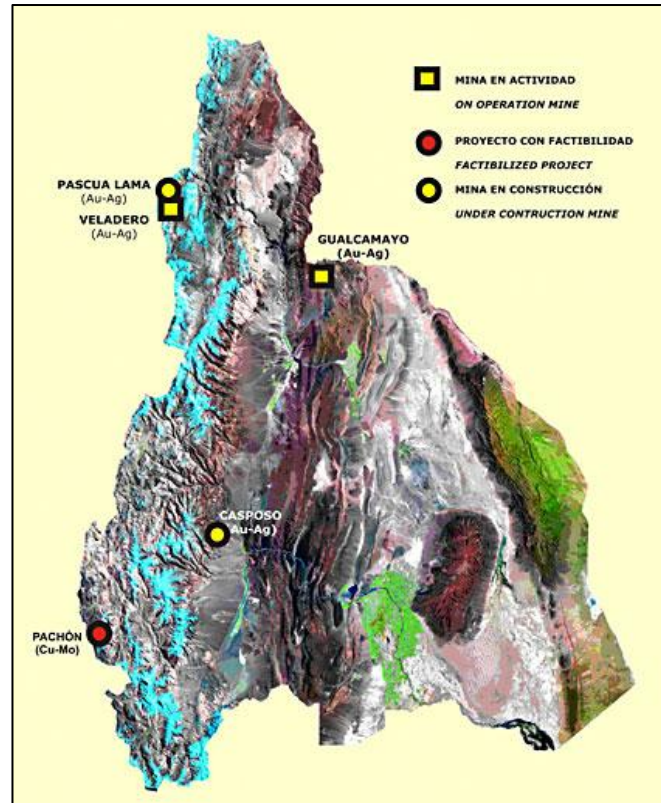 MINA EN ACTIVIDAD
ON OPERATION MINE
PROYECTO CON FACTIBILIDAD
FACTIBILIZED PROJECT
MINA EN CONSTRUCCIÓN
UNDER CONTRUCTION MINE
PASCUA LAMA
(Au-Ag)
VELADERO
(Au-Ag)
GUALCAMAYO
(Au-Ag)
CASPOSO
(Au-Ag)
PACHÓN
(Cu-Mo)